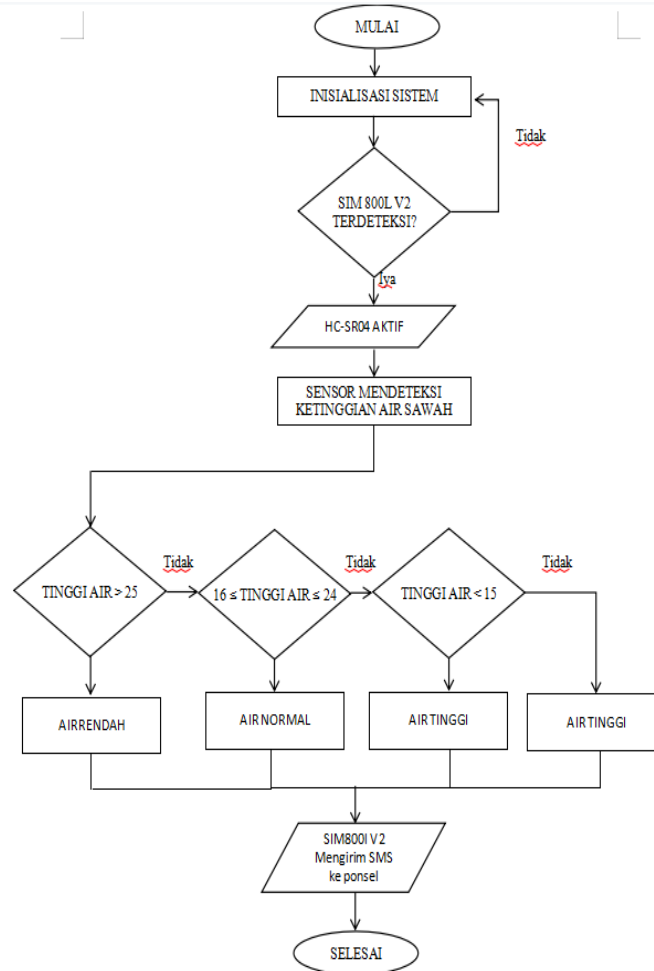 MULAI
INISIALISASI SISTEM
Tidak
SIM 800L V2
TERDETEKSI?
Iya
HC-SR04 AKTIF
SENSOR MENDETEKSI
KETINGGIAN AIR SAWAH
Tidak
Tidak
Tidak
TINGGI AIR > 25
16 ≤ TINGGI AIR ≤ 24
TINGGI AIR < 15
AIR RENDAH
AIR NORMAL
AIR TINGGI
AIR TINGGI
SIM800l V2
Mengirim SMS
ke ponsel
SELESAI